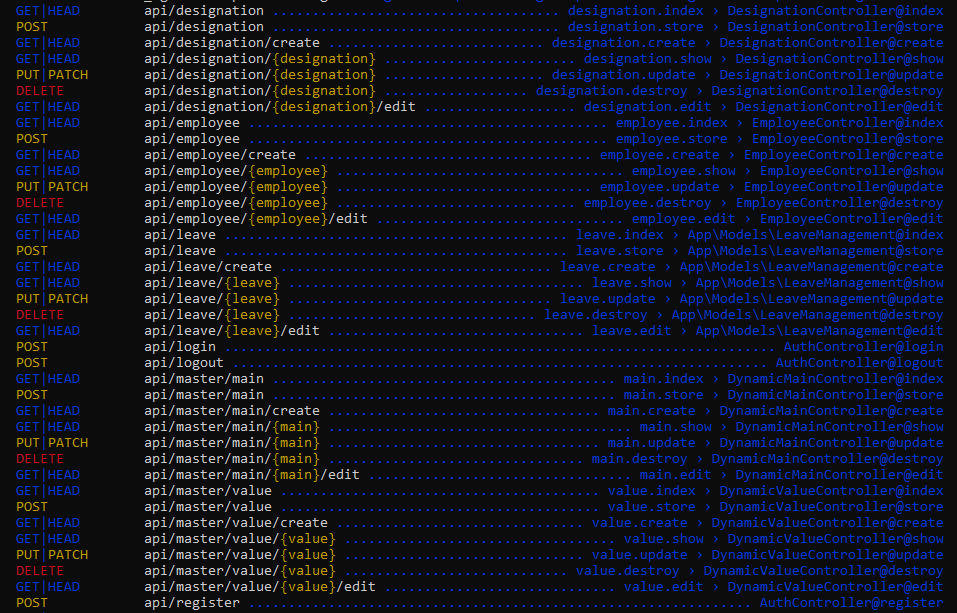 GET|HEAD api/designation .................................... designation.index › DesignationController@index
POST api/designation .................................... designation.store › DesignationController@store
GET|HEAD api/designation/create ........................... designation.create › DesignationController@create
GET|HEAD api/designation/{designation} ........................ designation.show › DesignationController@show
PUT|PATCH api/designation/{designation} .................... designation.update › DesignationController@update
DELETE api/designation/{designation} .................. designation.destroy › DesignationController@destroy
GET|HEAD api/designation/{designation}/edit ................... designation.edit › DesignationController@edit
GET|HEAD api/employee ............................................. employee.index › EmployeeController@index
POST api/employee ............................................. employee.store › EmployeeController@store
GET|HEAD api/employee/create .................................... employee.create › EmployeeController@create
GET|HEAD api/employee/{employee} .................................... employee.show › EmployeeController@show
PUT|PATCH api/employee/{employee} ................................ employee.update › EmployeeController@update
DELETE api/employee/{employee} .............................. employee.destroy › EmployeeController@destroy
GET|HEAD api/employee/{employee}/edit ............................... employee.edit › EmployeeController@edit
GET|HEAD api/leave ........................................... leave.index › App\Models\LeaveManagement@index
POST api/leave ........................................... leave.store › App\Models\LeaveManagement@store
GET|HEAD api/leave/create .................................. leave.create › App\Models\LeaveManagement@create
GET|HEAD api/leave/{leave} ..................................... leave.show › App\Models\LeaveManagement@show
PUT|PATCH api/leave/{leave} ................................. leave.update › App\Models\LeaveManagement@update
DELETE api/leave/{leave} ............................... leave.destroy › App\Models\LeaveManagement@destroy
GET|HEAD api/leave/{leave}/edit ................................ leave.edit › App\Models\LeaveManagement@edit
POST api/login ..................................................................... AuthController@login
POST api/logout ................................................................... AuthController@logout
GET|HEAD api/master/main ........................................... main.index › DynamicMainController@index
POST api/master/main ........................................... main.store › DynamicMainController@store
GET|HEAD api/master/main/create .................................. main.create › DynamicMainController@create
GET|HEAD api/master/main/{main} ...................................... main.show › DynamicMainController@show
PUT|PATCH api/master/main/{main} .................................. main.update › DynamicMainController@update
DELETE api/master/main/{main} ................................ main.destroy › DynamicMainController@destroy
GET|HEAD api/master/main/{main}/edit ................................. main.edit › DynamicMainController@edit
GET|HEAD api/master/value ........................................ value.index › DynamicValueController@index
POST api/master/value ........................................ value.store › DynamicValueController@store
GET|HEAD api/master/value/create ............................... value.create › DynamicValueController@create
GET|HEAD api/master/value/{value} .................................. value.show › DynamicValueController@show
PUT|PATCH api/master/value/{value} .............................. value.update › DynamicValueController@update
DELETE api/master/value/{value} ............................ value.destroy › DynamicValueController@destroy
GET|HEAD api/master/value/{value}/edit ............................. value.edit › DynamicValueController@edit
POST api/register ............................................................... AuthController@register